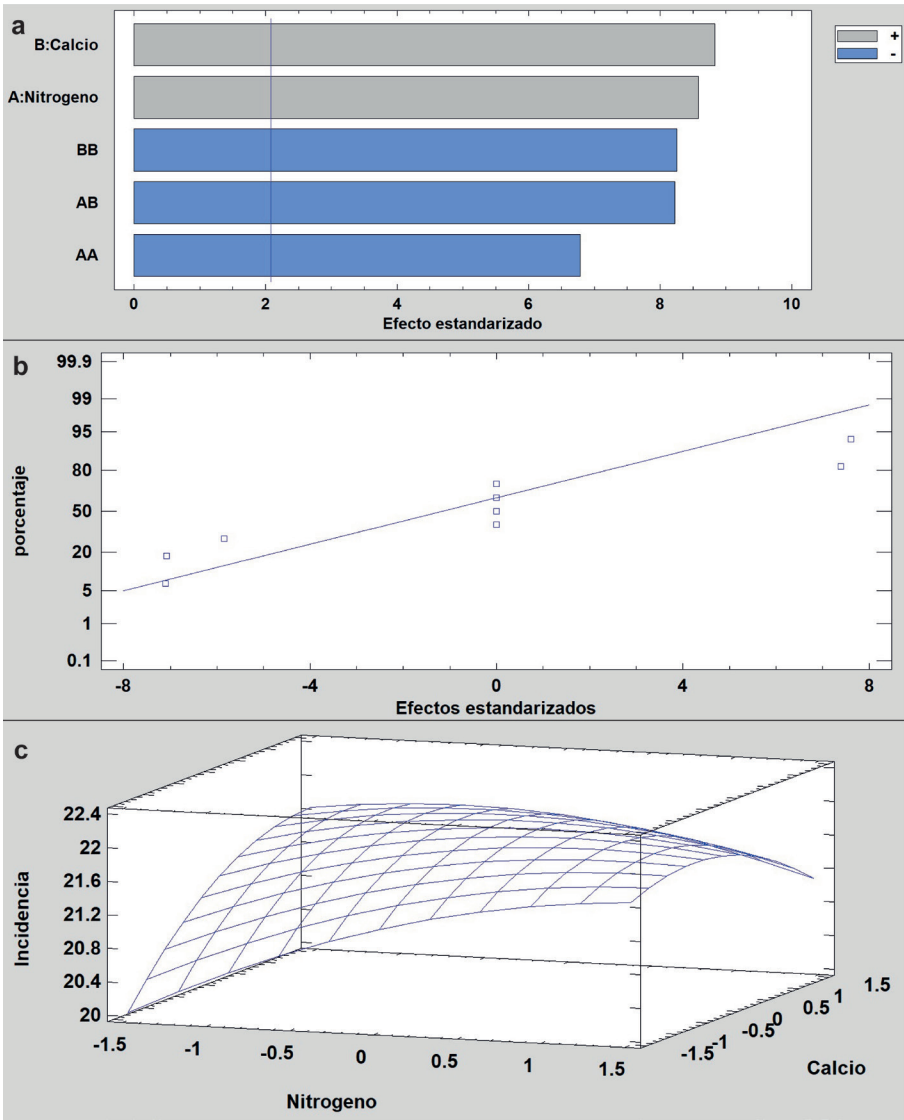 a
B:Calcio
A:Nitrogeno
BB
AB
AA
+
-
0 2 4 6 8 10
Efecto estandarizado
b
99.9
99
95
80
50
20
5
1
0.1
porcentaje
-8 -4 0 4 8
Efectos estandarizados
c
22.4
22
21.6
21.2
20.8
20.4
20
Incidencia
-1.5 -1 -0.5 0 0.5 1 1.5
Nitrogeno
-1.5 -1 -0.5 0 0.5 1 1.5
Calcio